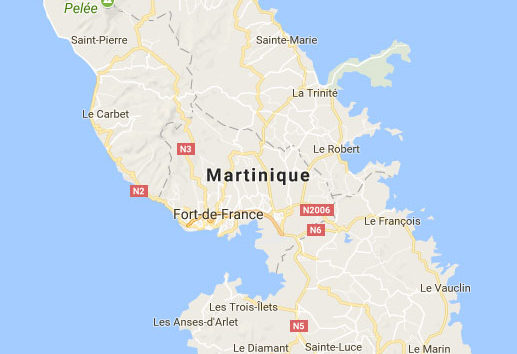 Pelée
Saint-Pierre
Sainte-Marie
La Trinité
Le Carbet
N3
Le Robert
Martinique
N2
Fort-de-France
N2006
Le François
N6
Le Vauclin
Les Trois-Îlets
Les Anses-d'Arlet
N5
Le Diamant
Sainte-Luce
Le Marin